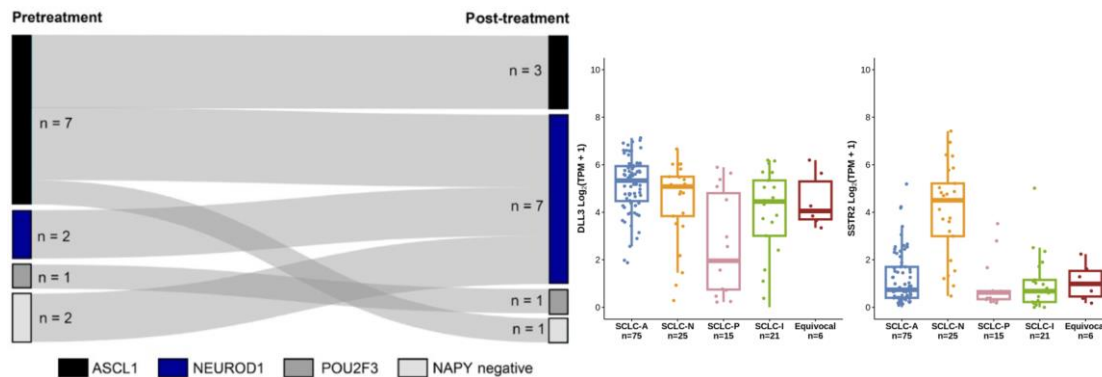 Pretreatment
Post-treatment
n = 7
n = 2
n = 1
n = 2
n = 3
n = 7
n = 1
n = 1
ASCL1 NEUROD1 POU2F3 NAPY negative
DLL3 Log2(TPM + 1)
10
8
6
4
2
0
SCLC-A SCLC-N SCLC-P SCLC-I Equivocal
n=75 n=25 n=15 n=21 n=6
SSTR2 Log2(TPM + 1)
10
8
6
4
2
0
SCLC-A SCLC-N SCLC-P SCLC-I Equivocal
n=75 n=25 n=15 n=21 n=6